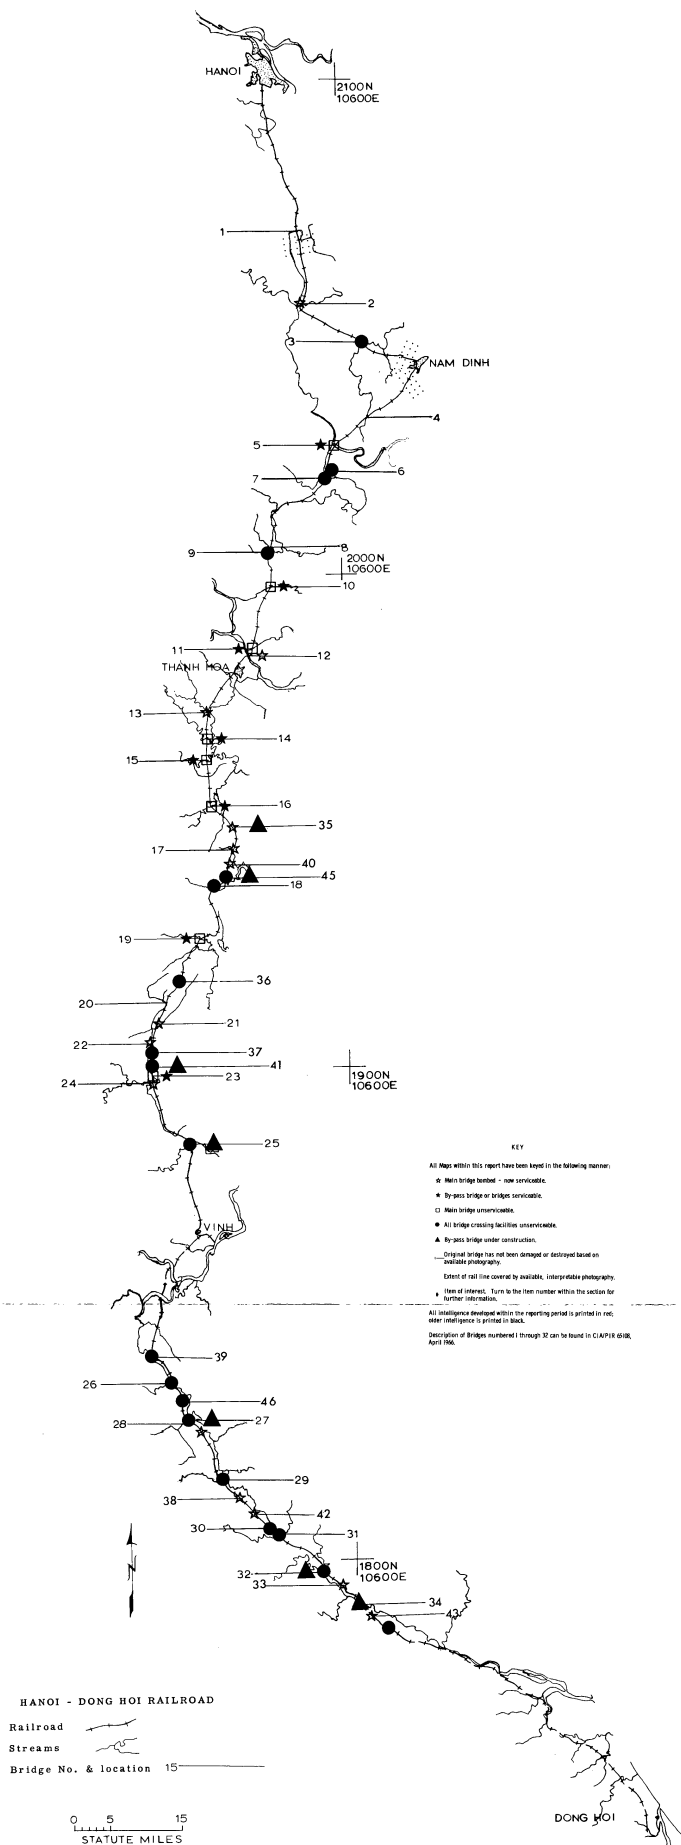 HANOI
2100N
10600E
1
2
3
NAM DINH
4
5
6
7
8
9
2000N
10600E
10
11
12
THANH HOA
13
14
15
16
35
17
40
45
18
19
36
20
21
22
37
41
1900N
10600E
23
24
25
VINH
KEY
All Maps within this report have been keyed in the following manner:
Main bridge bombed - now serviceable.
By-pass bridge or bridges serviceable.
Main bridge unserviceable.
All bridge crossing facilities unserviceable.
By-pass bridge under construction.
Original bridge has not been damaged or destroyed based on
available photography.
Extent of rail line covered by available, interpretable photography.
Item of interest. Turn to the item number within the section for
further information.
All intelligence developed within the reporting period is printed in red;
older intelligence is printed in black.
Description of Bridges numbered 1 through 32 can be found in CIA/PIR 65108,
April 1966.
39
26
46
28
27
29
38
42
30
31
1800N
10600E
32
33
34
43
N
HANOI - DONG HOI RAILROAD
Railroad
Streams
Bridge No. & location 15
DONG HOI
0 5 15
STATUTE MILES